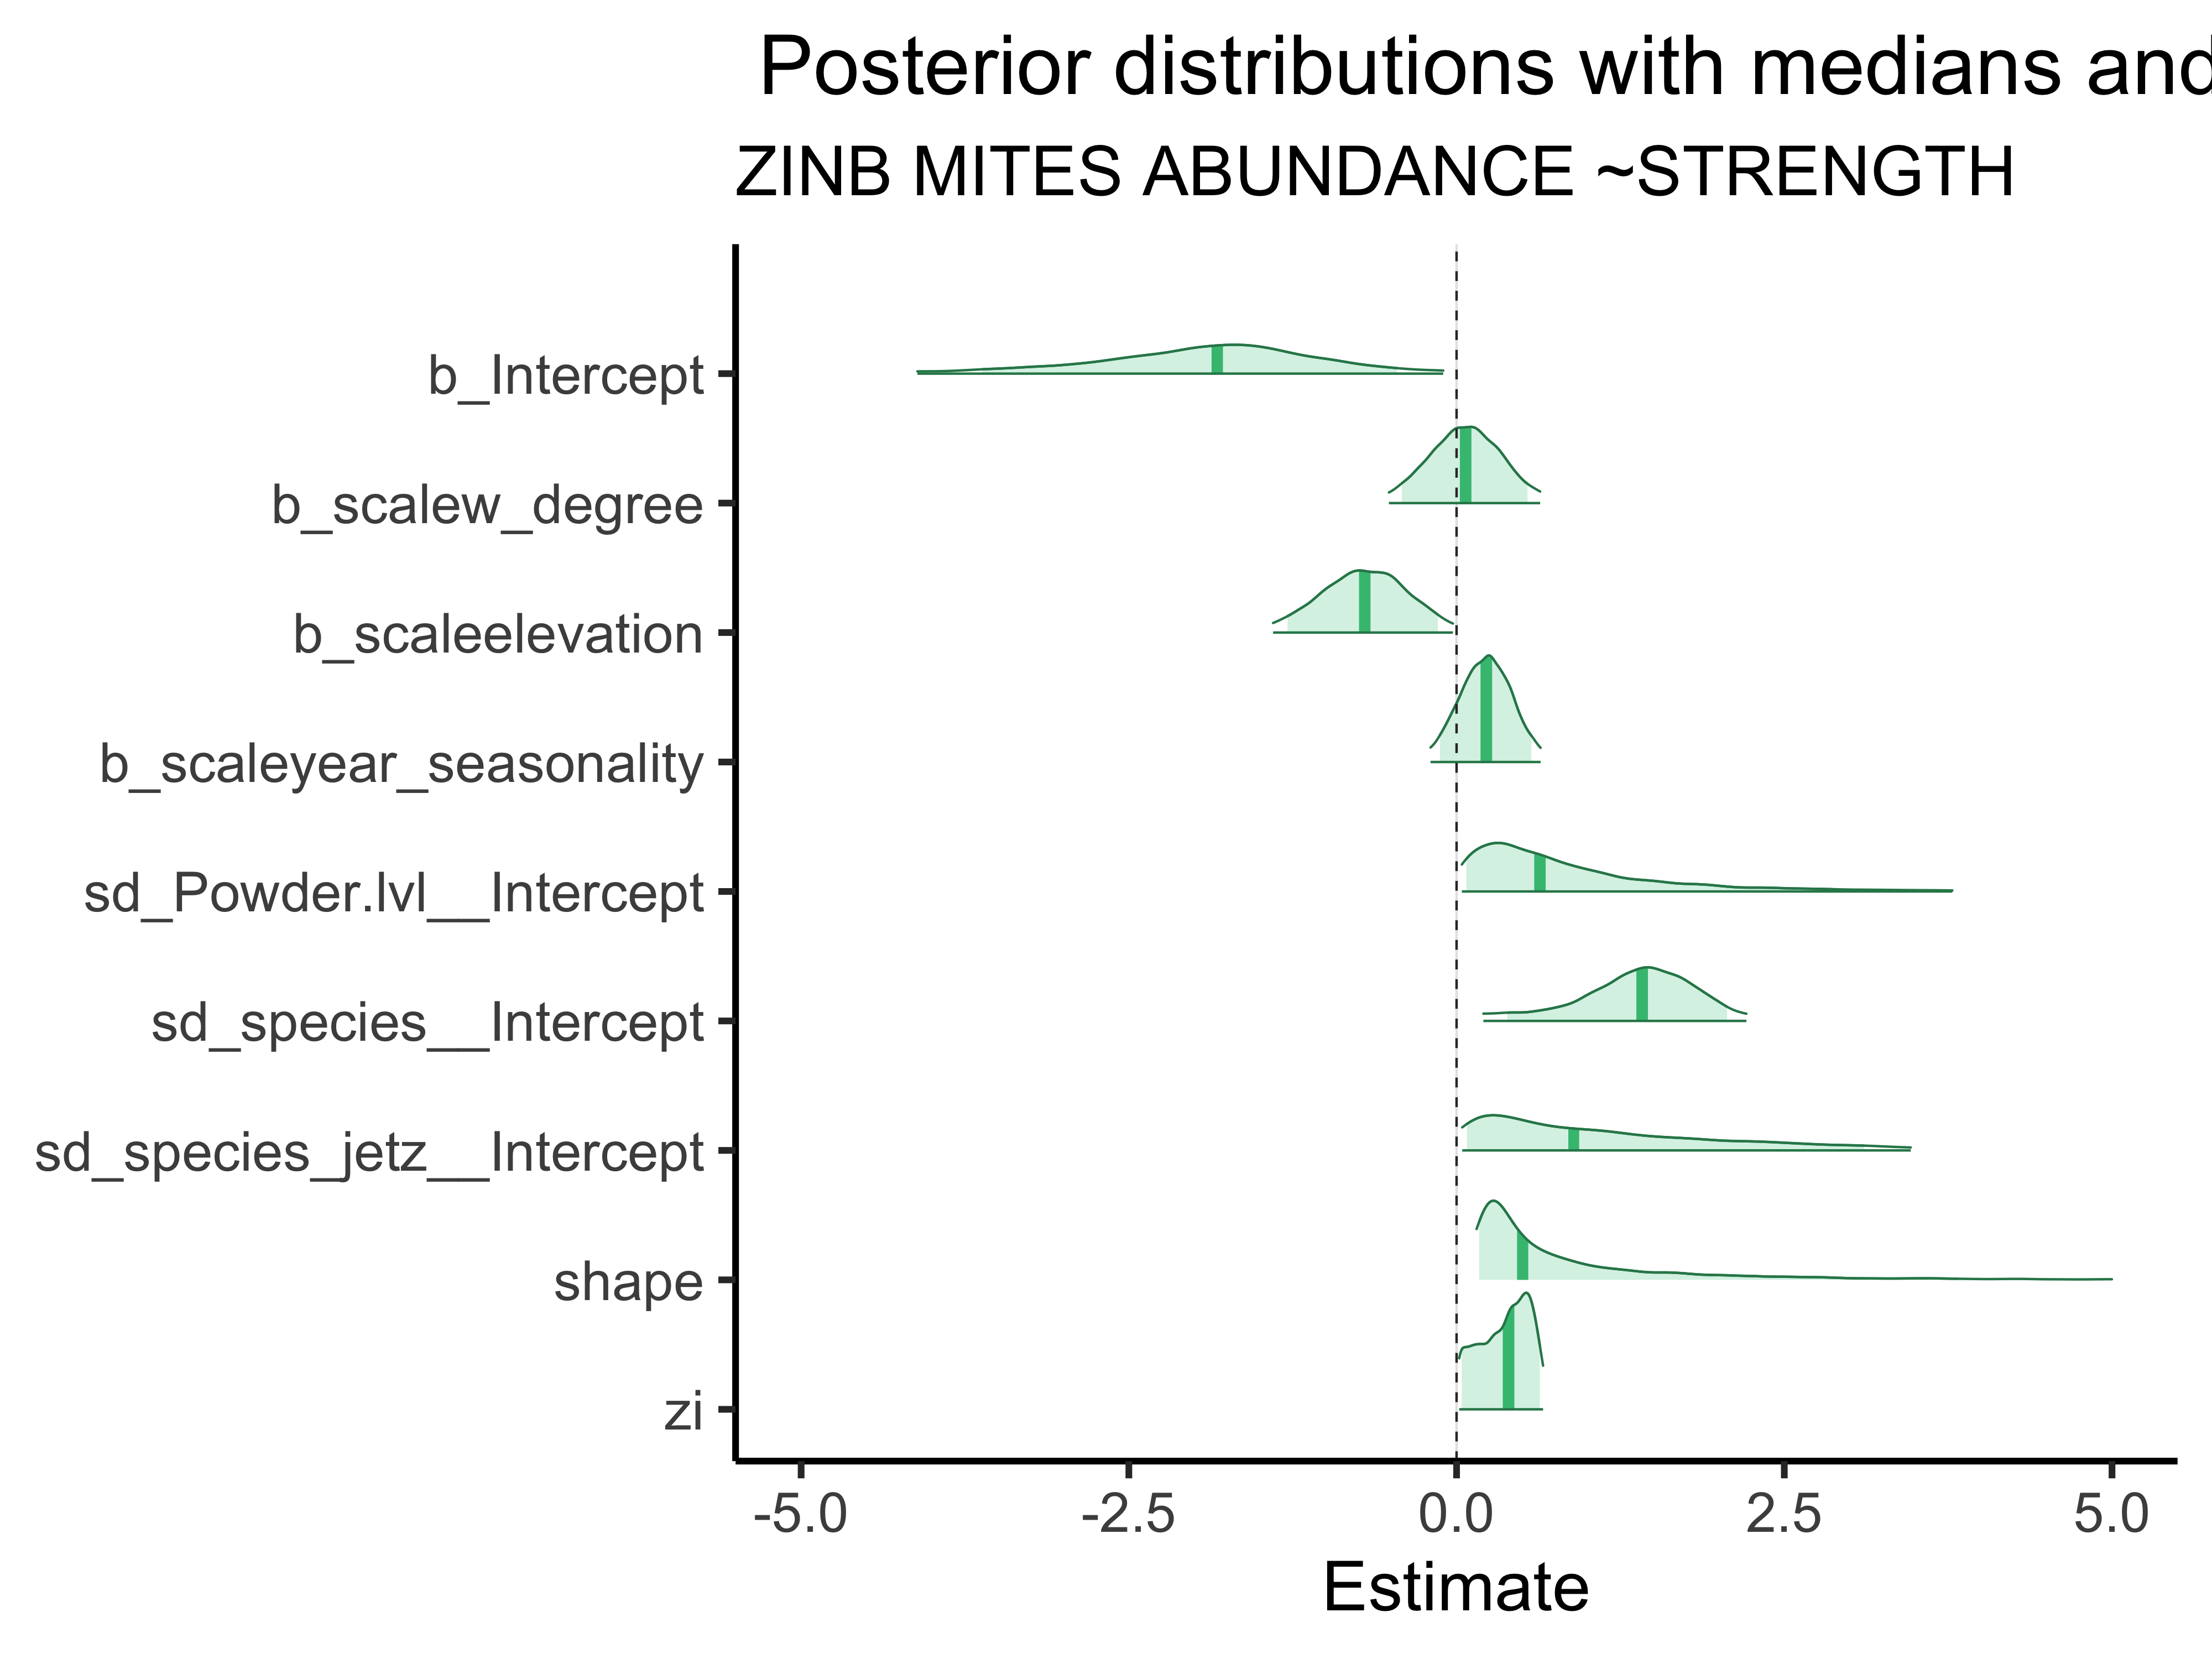 Posterior distributions with medians and
ZINB MITES ABUNDANCE ~STRENGTH
b_Intercept
b_scalew_degree
b_scaleelevation
b_scaleyear_seasonality
sd_Powder.lvl__Intercept
sd_species__Intercept
sd_species_jetz__Intercept
shape
zi
-5.0 -2.5 0.0 2.5 5.0
Estimate